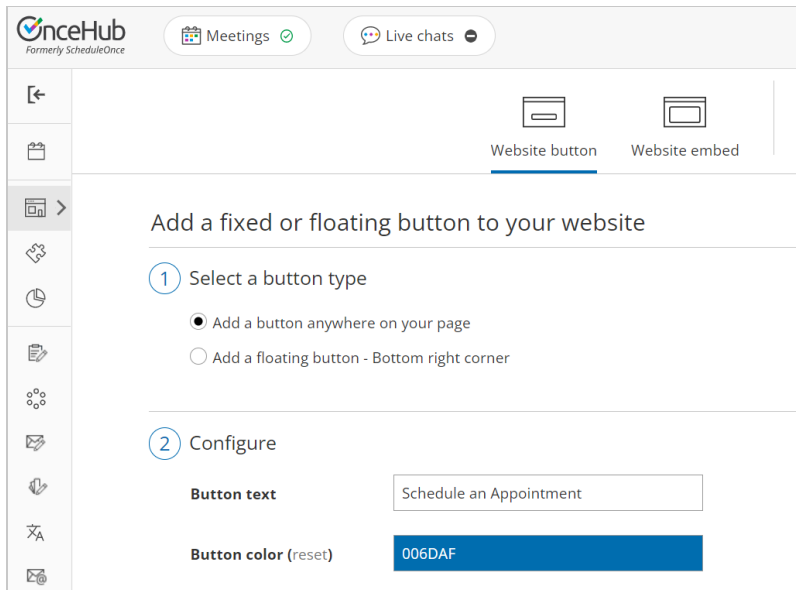 OnceHub
Formerly ScheduleOnce
Meetings
Live chats
Website button
Website embed
Add a fixed or floating button to your website
1 Select a button type
Add a button anywhere on your page
Add a floating button - Bottom right corner
2 Configure
Button text
Schedule an Appointment
Button color (reset)
006DAF